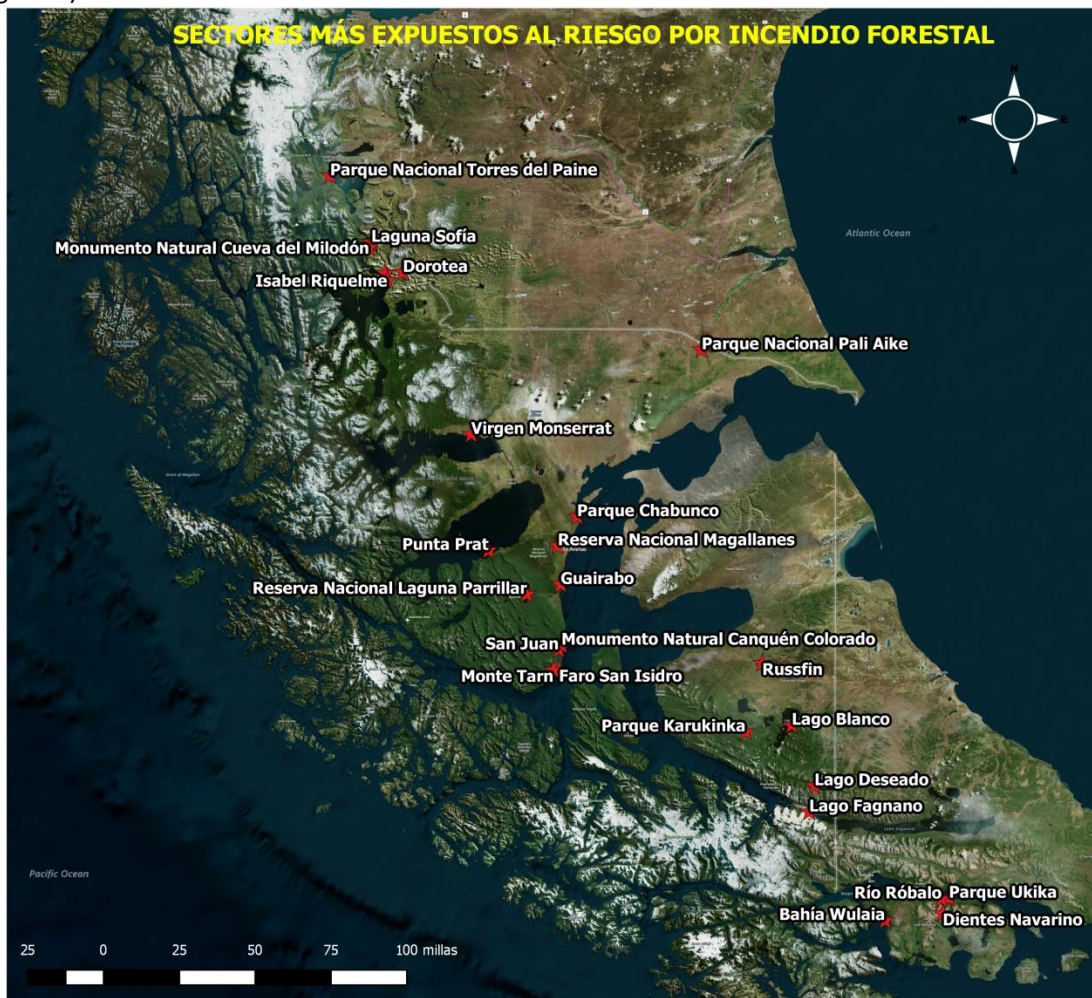 SECTORES MÁS EXPUESTOS AL RIESGO POR INCENDIO FORESTAL
N
W
E
S
Parque Nacional Torres del Paine
Laguna Sofía
Monumento Natural Cueva del Milodón
Dorotea
Isabel Riquelme
Atlantic Ocean
Parque Nacional Pali Aike
Virgen Monserrat
Parque Chabunco
Punta Prat
Reserva Nacional Magallanes
Guairabo
Reserva Nacional Laguna Parrillar
San Juan
Monumento Natural Canquén Colorado
Monte Tarn
Faro San Isidro
Russfin
Parque Karukinka
Lago Blanco
Lago Deseado
Lago Fagnano
Pacific Ocean
Río Róbalo
Parque Ukika
Bahía Wulaia
Dientes Navarino
25 0 25 50 75 100 millas